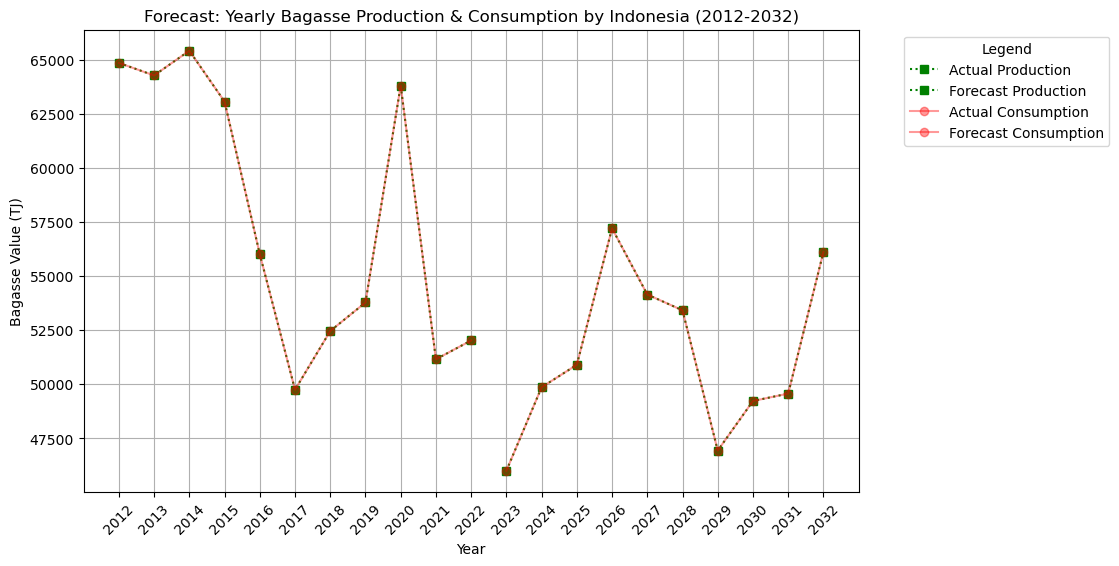 Forecast: Yearly Bagasse Production & Consumption by Indonesia (2012-2032)
Legend
Actual Production
Forecast Production
Actual Consumption
Forecast Consumption
Bagasse Value (TJ)
65000
62500
60000
57500
55000
52500
50000
47500
2012 2013 2014 2015 2016 2017 2018 2019 2020 2021 2022 2023 2024 2025 2026 2027 2028 2029 2030 2031 2032
Year